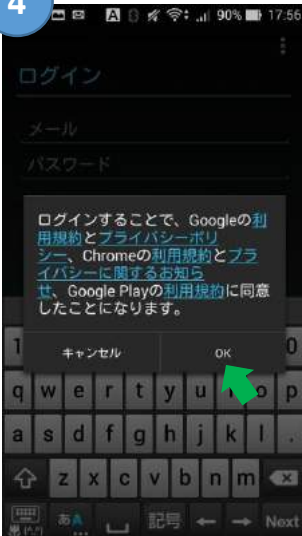 4
A 90% 17:56
ログイン
メール
パスワード
ログインすることで、Googleの利
用規約とプライバシーポリ
シー、Chromeの利用規約とプラ
イバシーに関するお知ら
せ、Google Playの利用規約に同意
したことになります。
キャンセル OK
1 0
q w e r t y u o p
a s d f g h j k l .
z x c v b n m
あA 記号 ← → Next